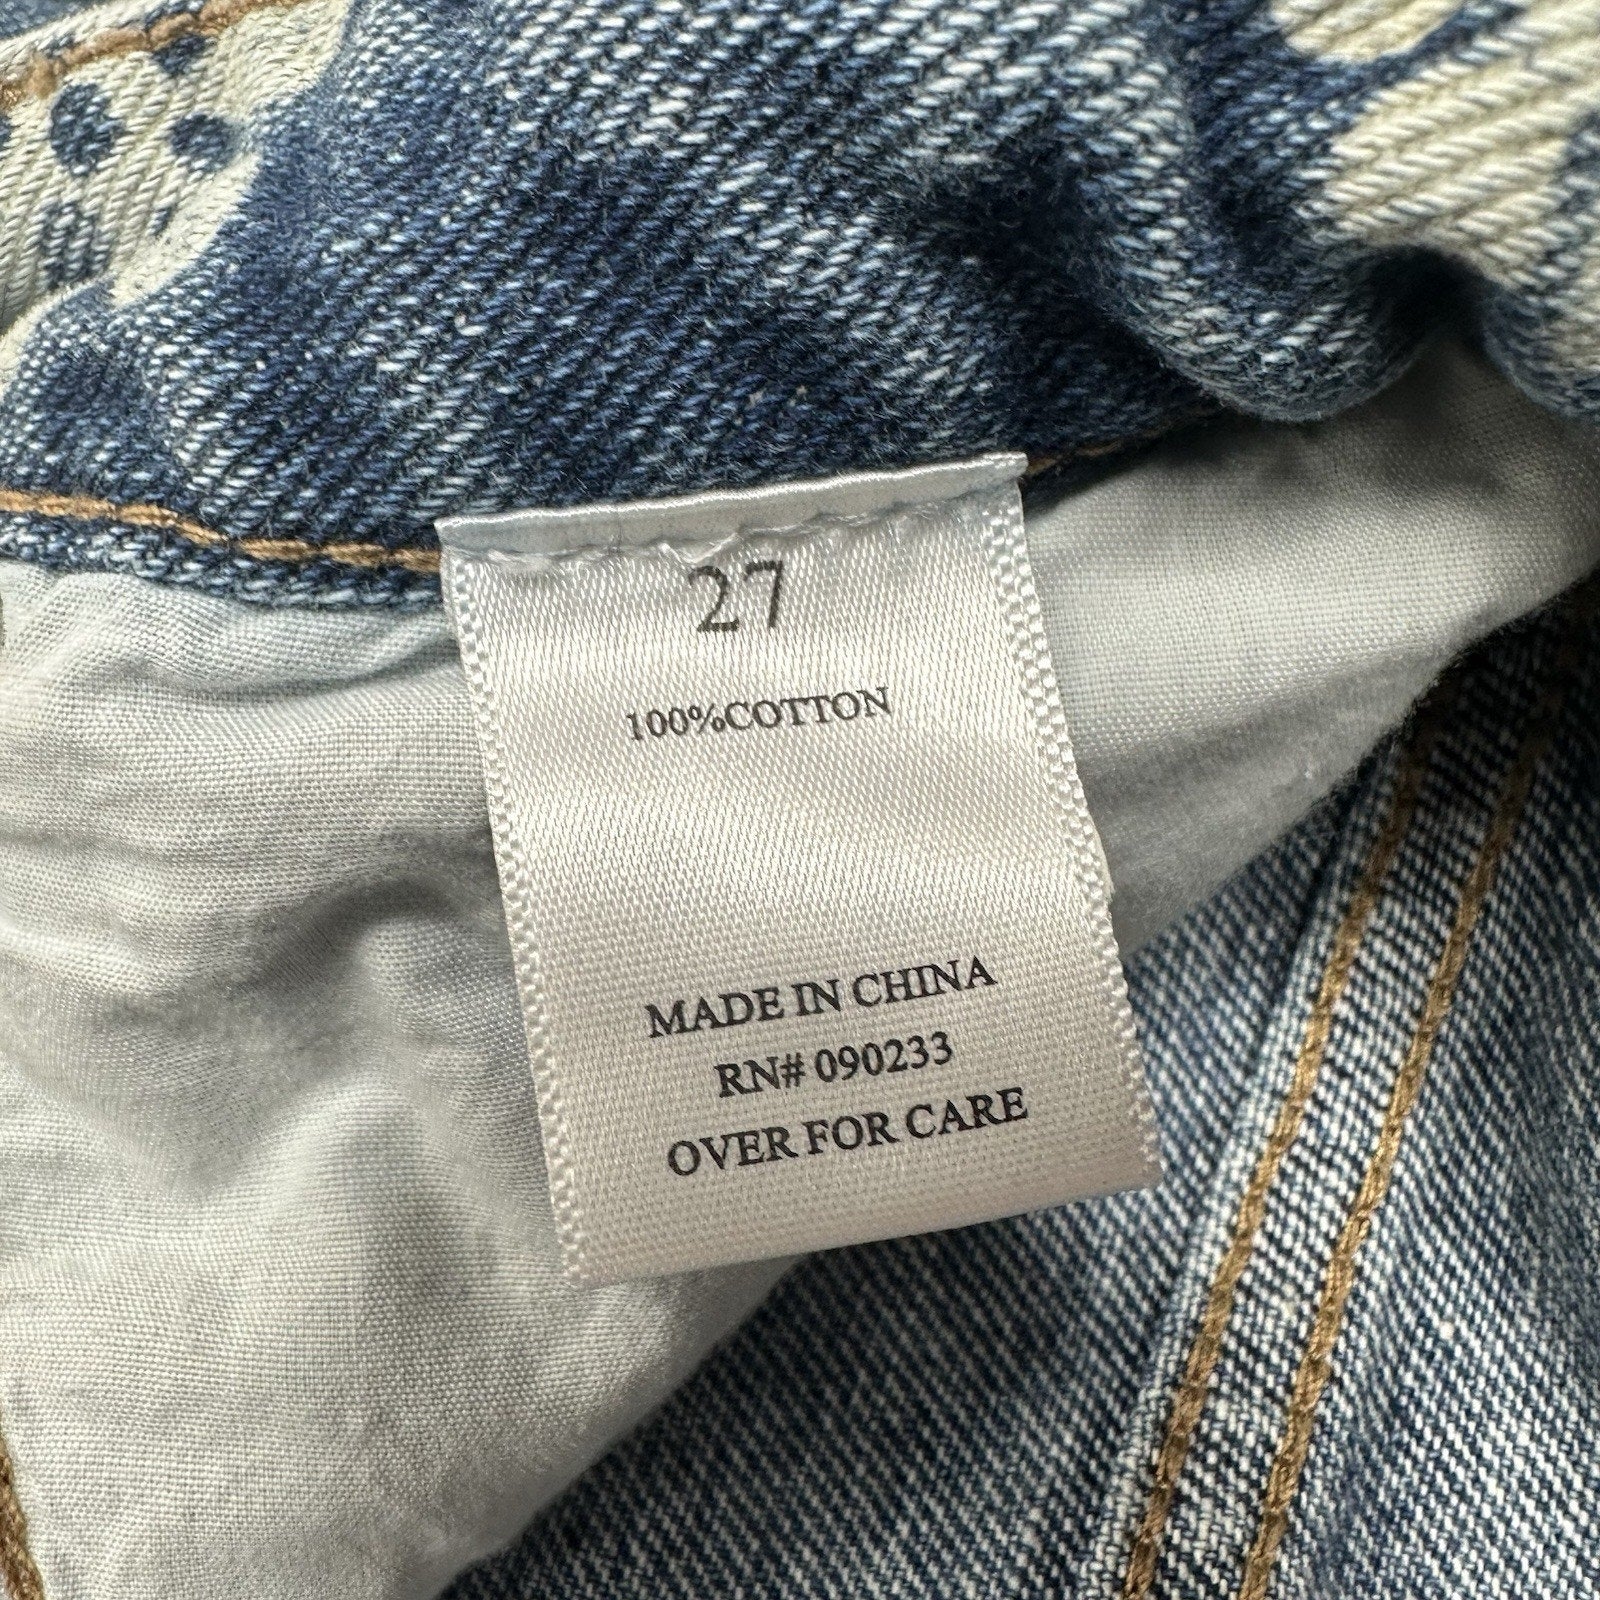 27
100%COTTON
MADE IN CHINA
RN# 090233
OVER FOR CARE